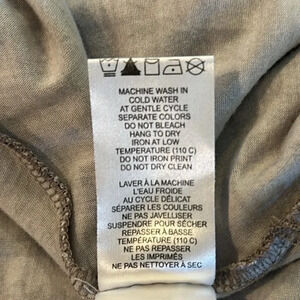 MACHINE WASH IN
COLD WATER
AT GENTLE CYCLE
SEPARATE COLORS
DO NOT BLEACH
HANG TO DRY
IRON AT LOW
TEMPERATURE (110 C)
DO NOT IRON PRINT
DO NOT DRY CLEAN
LAVER À LA MACHINE
L'EAU FROIDE
AU CYCLE DÉLICAT
SÉPARER LES COULEURS
NE PAS JAVELLISER
SUSPENDRE POUR SÉCHER
REPASSER À BASSE
TEMPÉRATURE (110 C)
NE PAS REPASSER
LES IMPRIMÉS
NE PAS NETTOYER À SEC